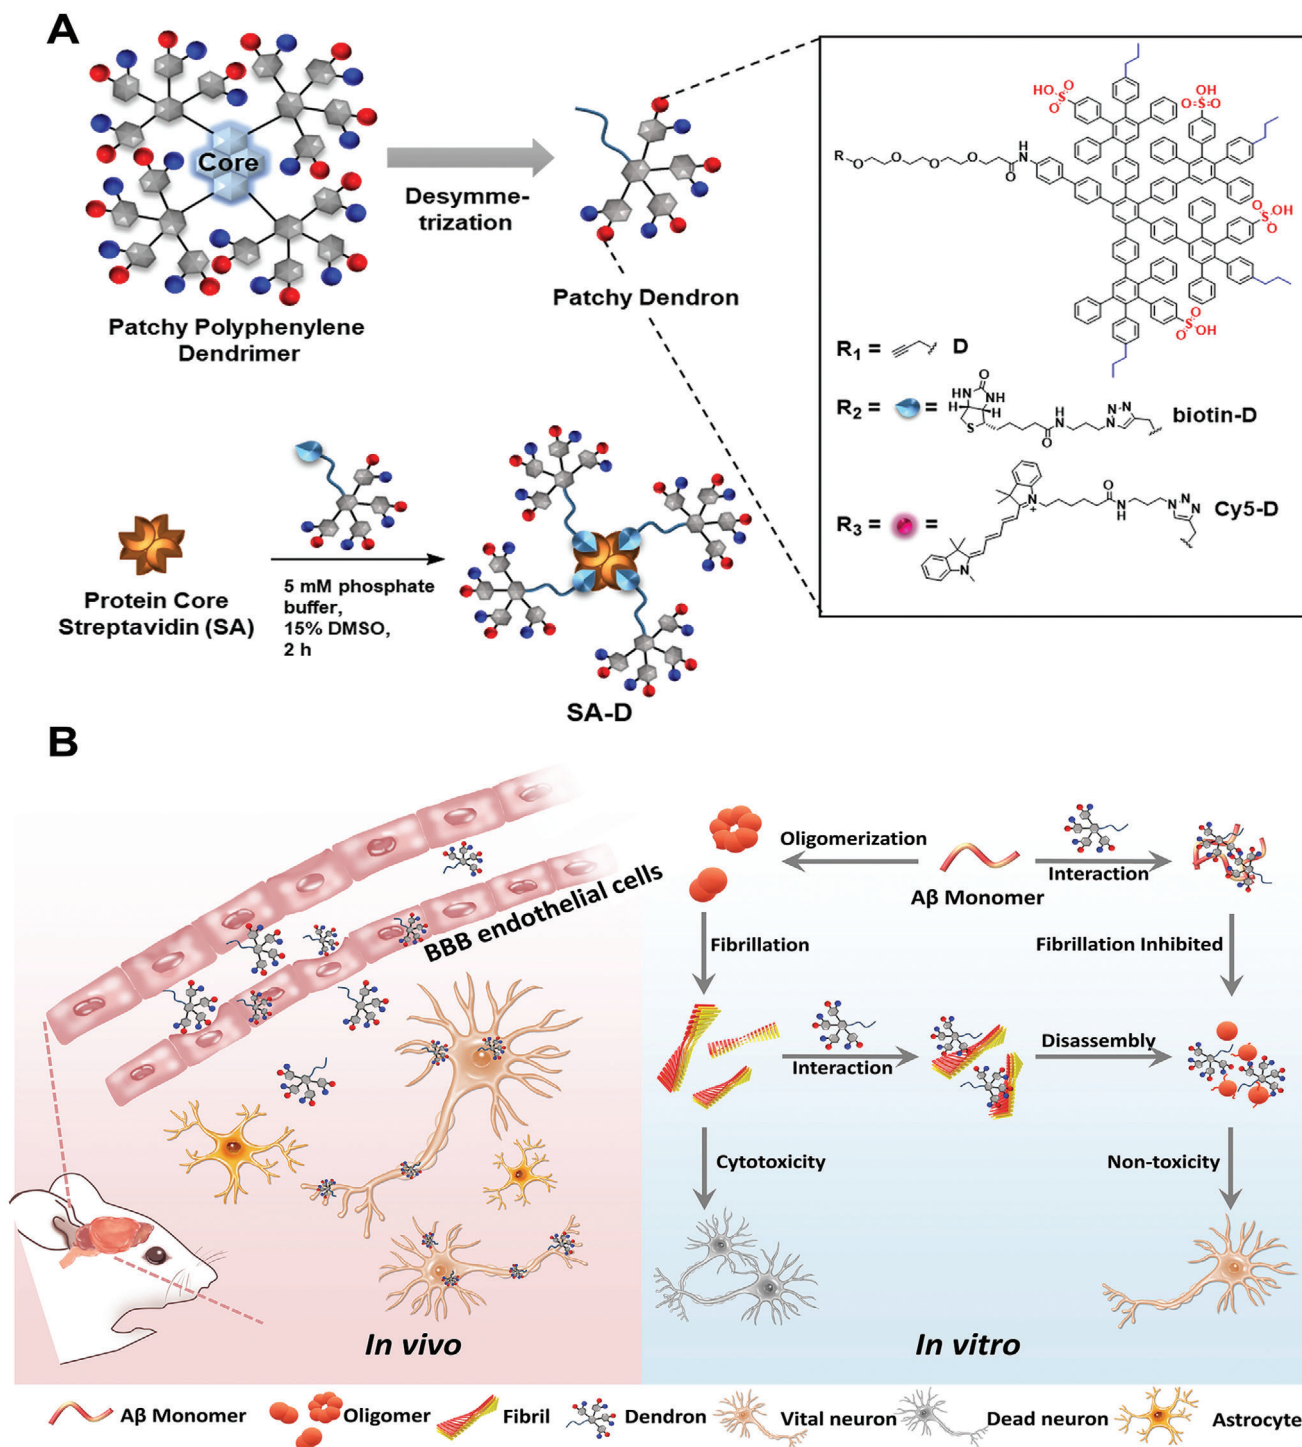 A
Core
Desymme-
trization
Patchy Polyphenylene
Dendrimer
Patchy Dendron
R
O
O
O
O
O
H
N
HO
S
O
O
OH
S
O
O
O
S
OH
O
O
S
OH
O
R1 =
D
R2 =
=
O
HN
NH
H
H
S
O
H
N
N
N
N
biotin-D
R3 =
=
N+
O
N
H
N
N
N
N
Cy5-D
Protein Core
Streptavidin (SA)
5 mM phosphate
buffer,
15% DMSO,
2 h
SA-D
B
BBB endothelial cells
In vivo
Oligomerization
Aβ Monomer
Interaction
Fibrillation
Fibrillation Inhibited
Interaction
Disassembly
Cytotoxicity
Non-toxicity
In vitro
Aβ Monomer
Oligomer
Fibril
Dendron
Vital neuron
Dead neuron
Astrocyte